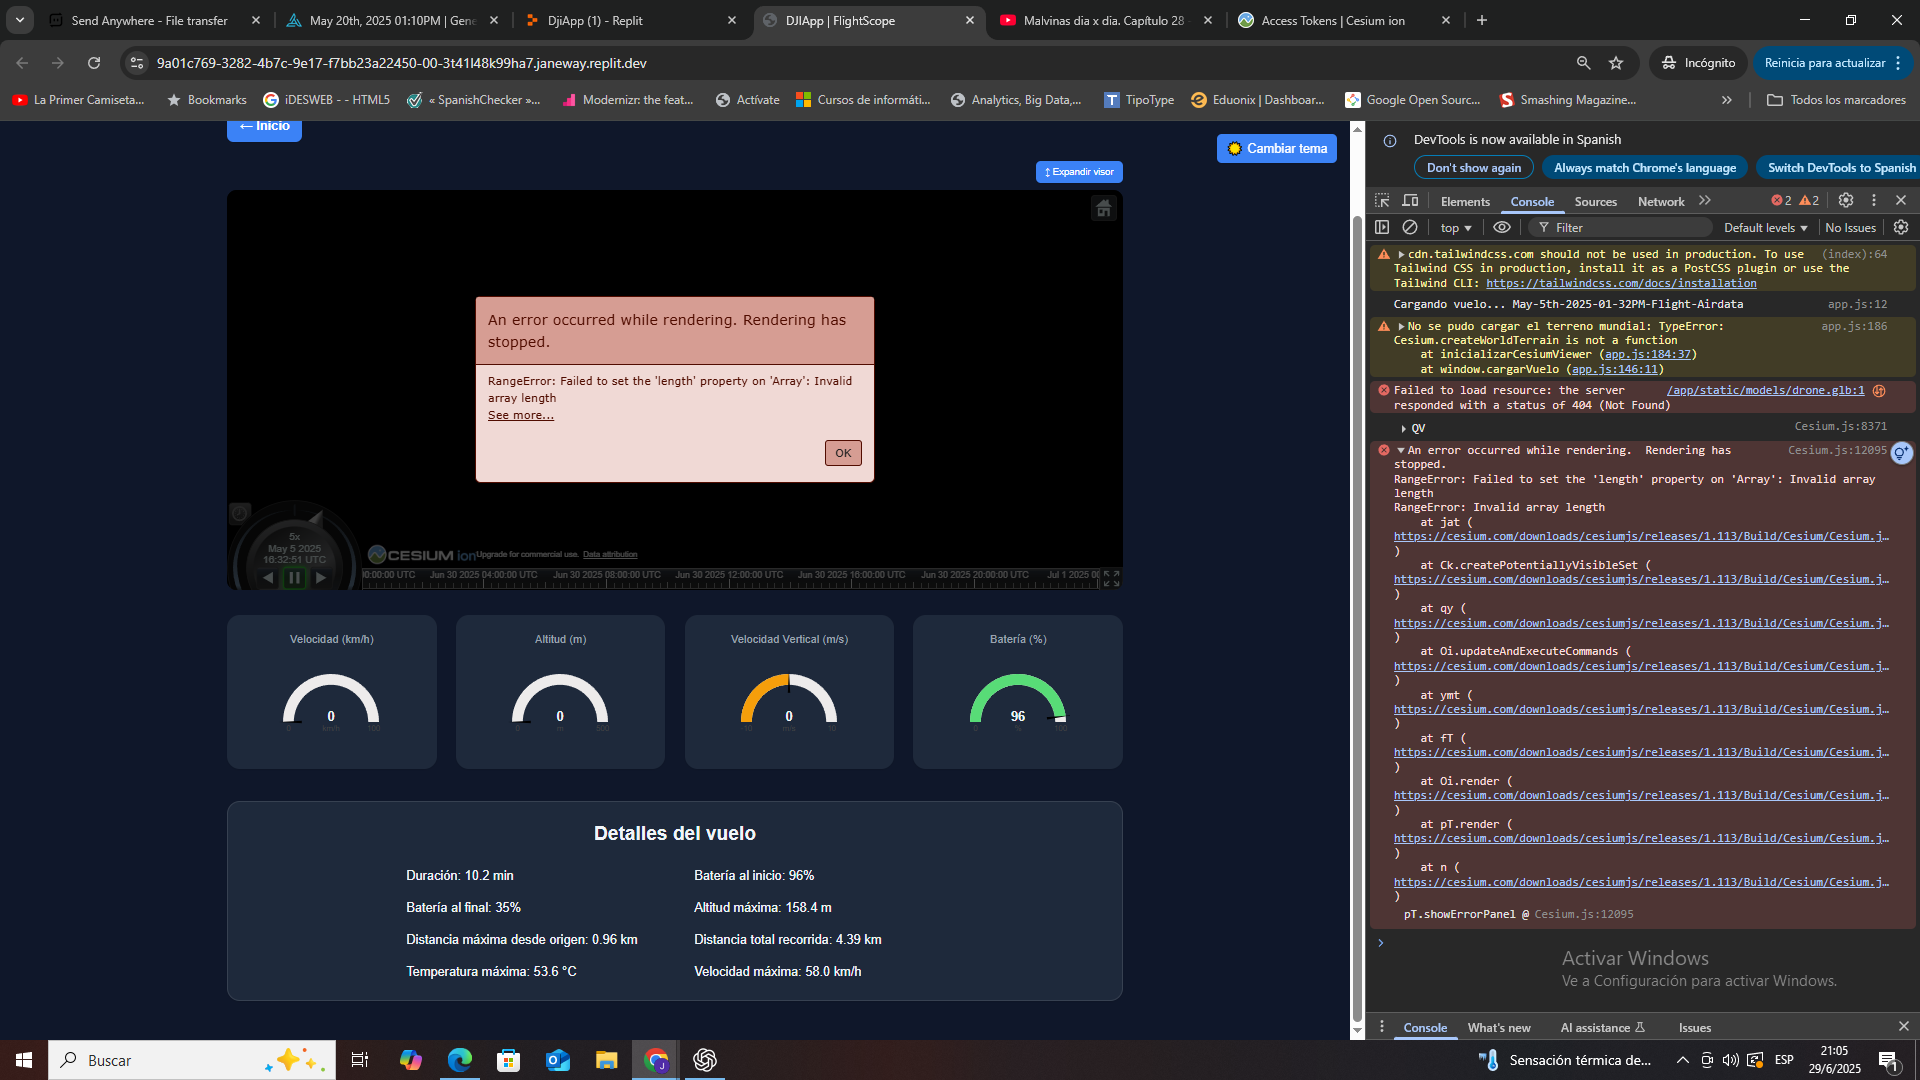 Send Anywhere - File transfer
May 20th, 2025 01:10PM | Gene
DjiApp (1) - Replit
DJIApp | FlightScope
Malvinas dia x dia. Capítulo 28 -
Access Tokens | Cesium ion
9a01c769-3282-4b7c-9e17-f7bb23a22450-00-3t41l48k99ha7.janeway.replit.dev
Incógnito
Reinicia para actualizar
La Primer Camiseta...
Bookmarks
iDESWEB - - HTML5
« SpanishChecker »...
Modernizr: the feat...
Actívate
Cursos de informáti...
Analytics, Big Data,...
TipoType
Eduonix | Dashboar...
Google Open Sourc...
Smashing Magazine...
Todos los marcadores
← Inicio
Cambiar tema
↕ Expandir visor
An error occurred while rendering. Rendering has
stopped.
RangeError: Failed to set the 'length' property on 'Array': Invalid
array length
See more...
OK
5x
May 5 2025
16:32:51 UTC
CESIUM ion
Upgrade for commercial use. Data attribution
0:00:00 UTC
Jun 30 2025 04:00:00 UTC
Jun 30 2025 08:00:00 UTC
Jun 30 2025 12:00:00 UTC
Jun 30 2025 16:00:00 UTC
Jun 30 2025 20:00:00 UTC
Jul 1 2025 00
Velocidad (km/h)
0
0 km/h
Altitud (m)
0
0 m 500
Velocidad Vertical (m/s)
0
-10 m/s 10
Batería (%)
96
0 % 100
Detalles del vuelo
Duración: 10.2 min
Batería al inicio: 96%
Batería al final: 35%
Altitud máxima: 158.4 m
Distancia máxima desde origen: 0.96 km
Distancia total recorrida: 4.39 km
Temperatura máxima: 53.6 °C
Velocidad máxima: 58.0 km/h
DevTools is now available in Spanish
Don't show again
Always match Chrome's language
Switch DevTools to Spanish
Elements
Console
Sources
Network
2
2
top
Filter
Default levels
No Issues
cdn.tailwindcss.com should not be used in production. To use (index):64
Tailwind CSS in production, install it as a PostCSS plugin or use the
Tailwind CLI: https://tailwindcss.com/docs/installation
Cargando vuelo... May-5th-2025-01-32PM-Flight-Airdata app.js:12
No se pudo cargar el terreno mundial: TypeError: app.js:186
Cesium.createWorldTerrain is not a function
at inicializarCesiumViewer (app.js:184:37)
at window.cargarVuelo (app.js:146:11)
Failed to load resource: the server /app/static/models/drone.glb:1
responded with a status of 404 (Not Found)
QV Cesium.js:8371
An error occurred while rendering. Rendering has Cesium.js:12095
stopped.
RangeError: Failed to set the 'length' property on 'Array': Invalid array
length
RangeError: Invalid array length
at jat (
https://cesium.com/downloads/cesiumjs/releases/1.113/Build/Cesium/Cesium.j…
)
at Ck.createPotentiallyVisibleSet (
https://cesium.com/downloads/cesiumjs/releases/1.113/Build/Cesium/Cesium.j…
)
at qy (
https://cesium.com/downloads/cesiumjs/releases/1.113/Build/Cesium/Cesium.j…
)
at Oi.updateAndExecuteCommands (
https://cesium.com/downloads/cesiumjs/releases/1.113/Build/Cesium/Cesium.j…
)
at ymt (
https://cesium.com/downloads/cesiumjs/releases/1.113/Build/Cesium/Cesium.j…
)
at fT (
https://cesium.com/downloads/cesiumjs/releases/1.113/Build/Cesium/Cesium.j…
)
at Oi.render (
https://cesium.com/downloads/cesiumjs/releases/1.113/Build/Cesium/Cesium.j…
)
at pT.render (
https://cesium.com/downloads/cesiumjs/releases/1.113/Build/Cesium/Cesium.j…
)
at n (
https://cesium.com/downloads/cesiumjs/releases/1.113/Build/Cesium/Cesium.j…
)
pT.showErrorPanel @ Cesium.js:12095
Activar Windows
Ve a Configuración para activar Windows.
Console
What's new
AI assistance
Issues
Buscar
Sensación térmica de...
ESP
21:05
29/6/2025
1